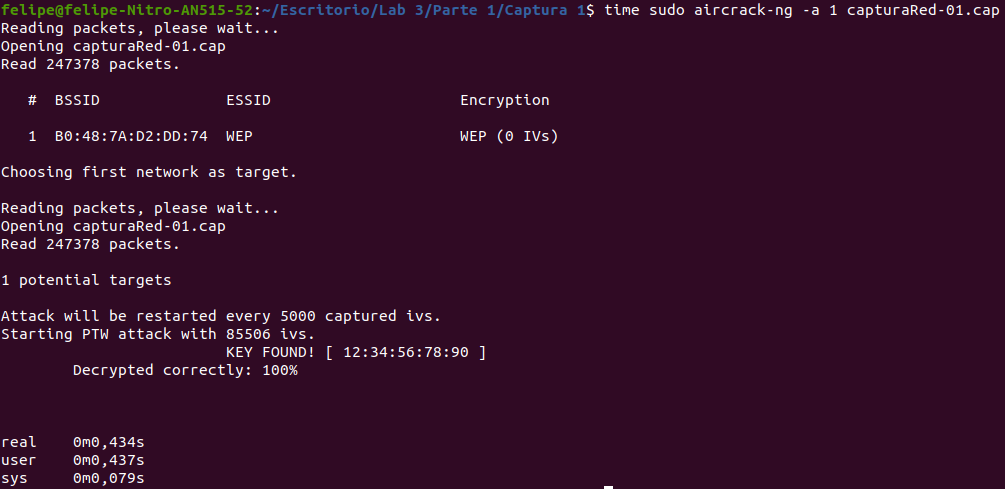 felipe@felipe-Nitro-AN515-52:~/Escritorio/Lab 3/Parte 1/Captura 1$ time sudo aircrack-ng -a 1 capturaRed-01.cap
Reading packets, please wait...
Opening capturaRed-01.cap
Read 247378 packets.
# BSSID ESSID Encryption
1 B0:48:7A:D2:DD:74 WEP WEP (0 IVs)
Choosing first network as target.
Reading packets, please wait...
Opening capturaRed-01.cap
Read 247378 packets.
1 potential targets
Attack will be restarted every 5000 captured ivs.
Starting PTW attack with 85506 ivs.
KEY FOUND! [ 12:34:56:78:90 ]
Decrypted correctly: 100%
real 0m0,434s
user 0m0,437s
sys 0m0,079s